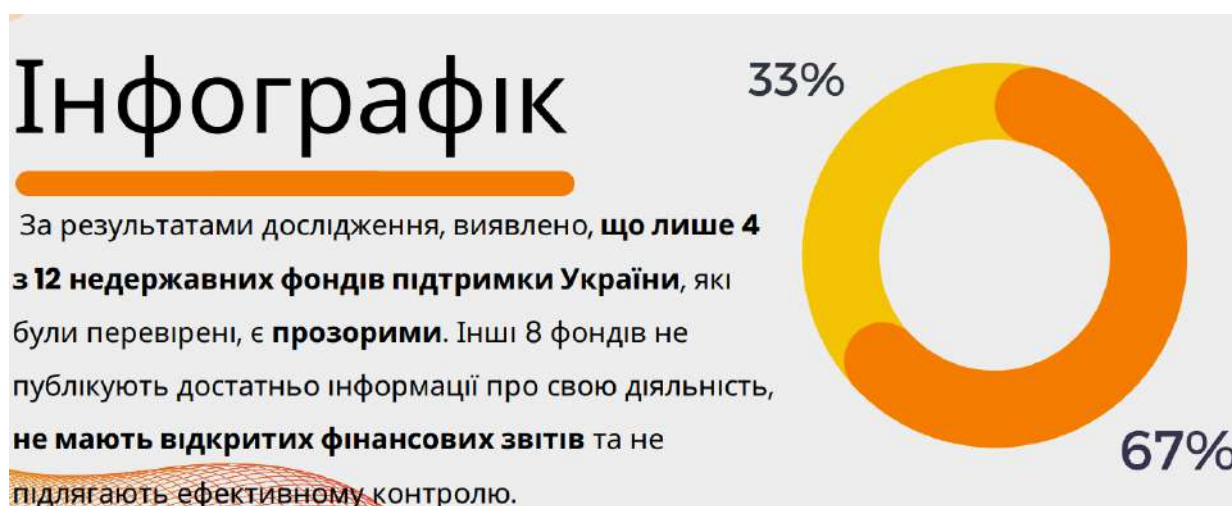 Інфографік
33%
За результатами дослідження, виявлено, що лише 4
з 12 недержавних фондів підтримки України, які
були перевірені, є прозорими. Інші 8 фондів не
публікують достатньо інформації про свою діяльність,
не мають відкритих фінансових звітів та не
підлягають ефективному контролю.
67%